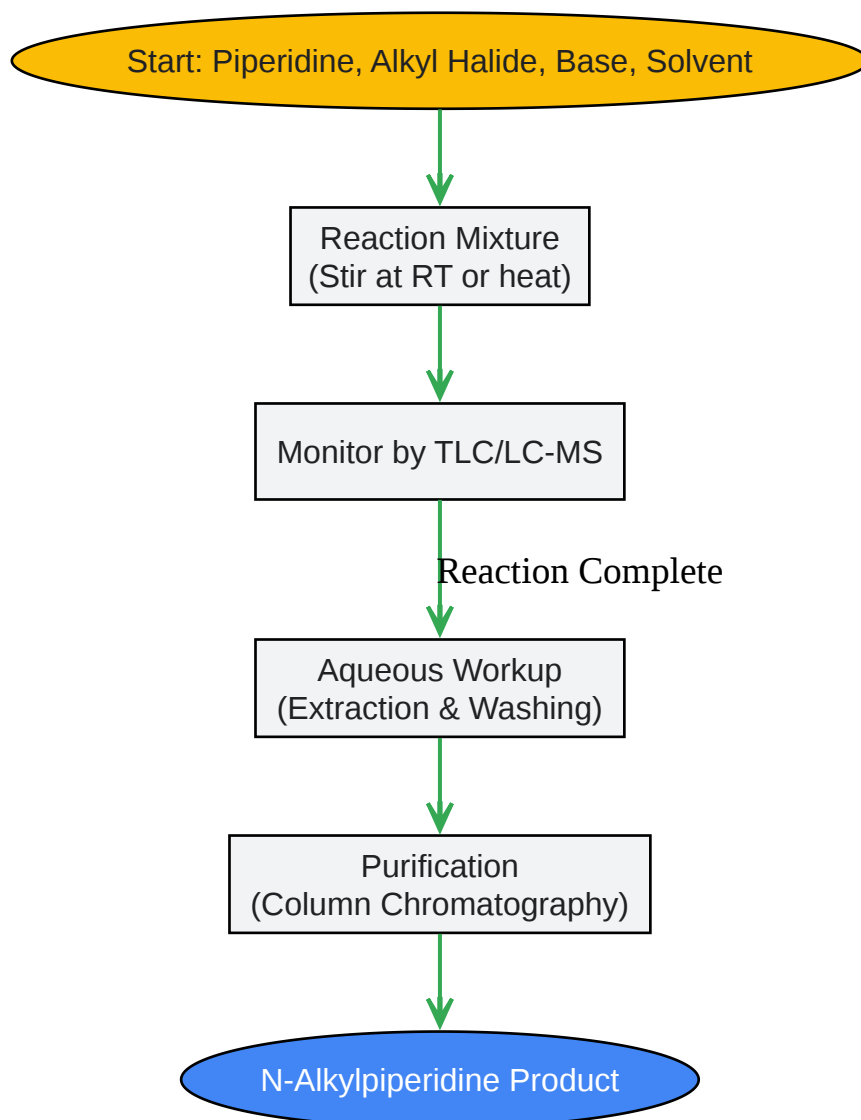 Start: Piperidine, Alkyl Halide, Base, Solvent
Reaction Mixture
(Stir at RT or heat)
Monitor by TLC/LC-MS
Reaction Complete
Aqueous Workup
(Extraction & Washing)
Purification
(Column Chromatography)
N-Alkylpiperidine Product